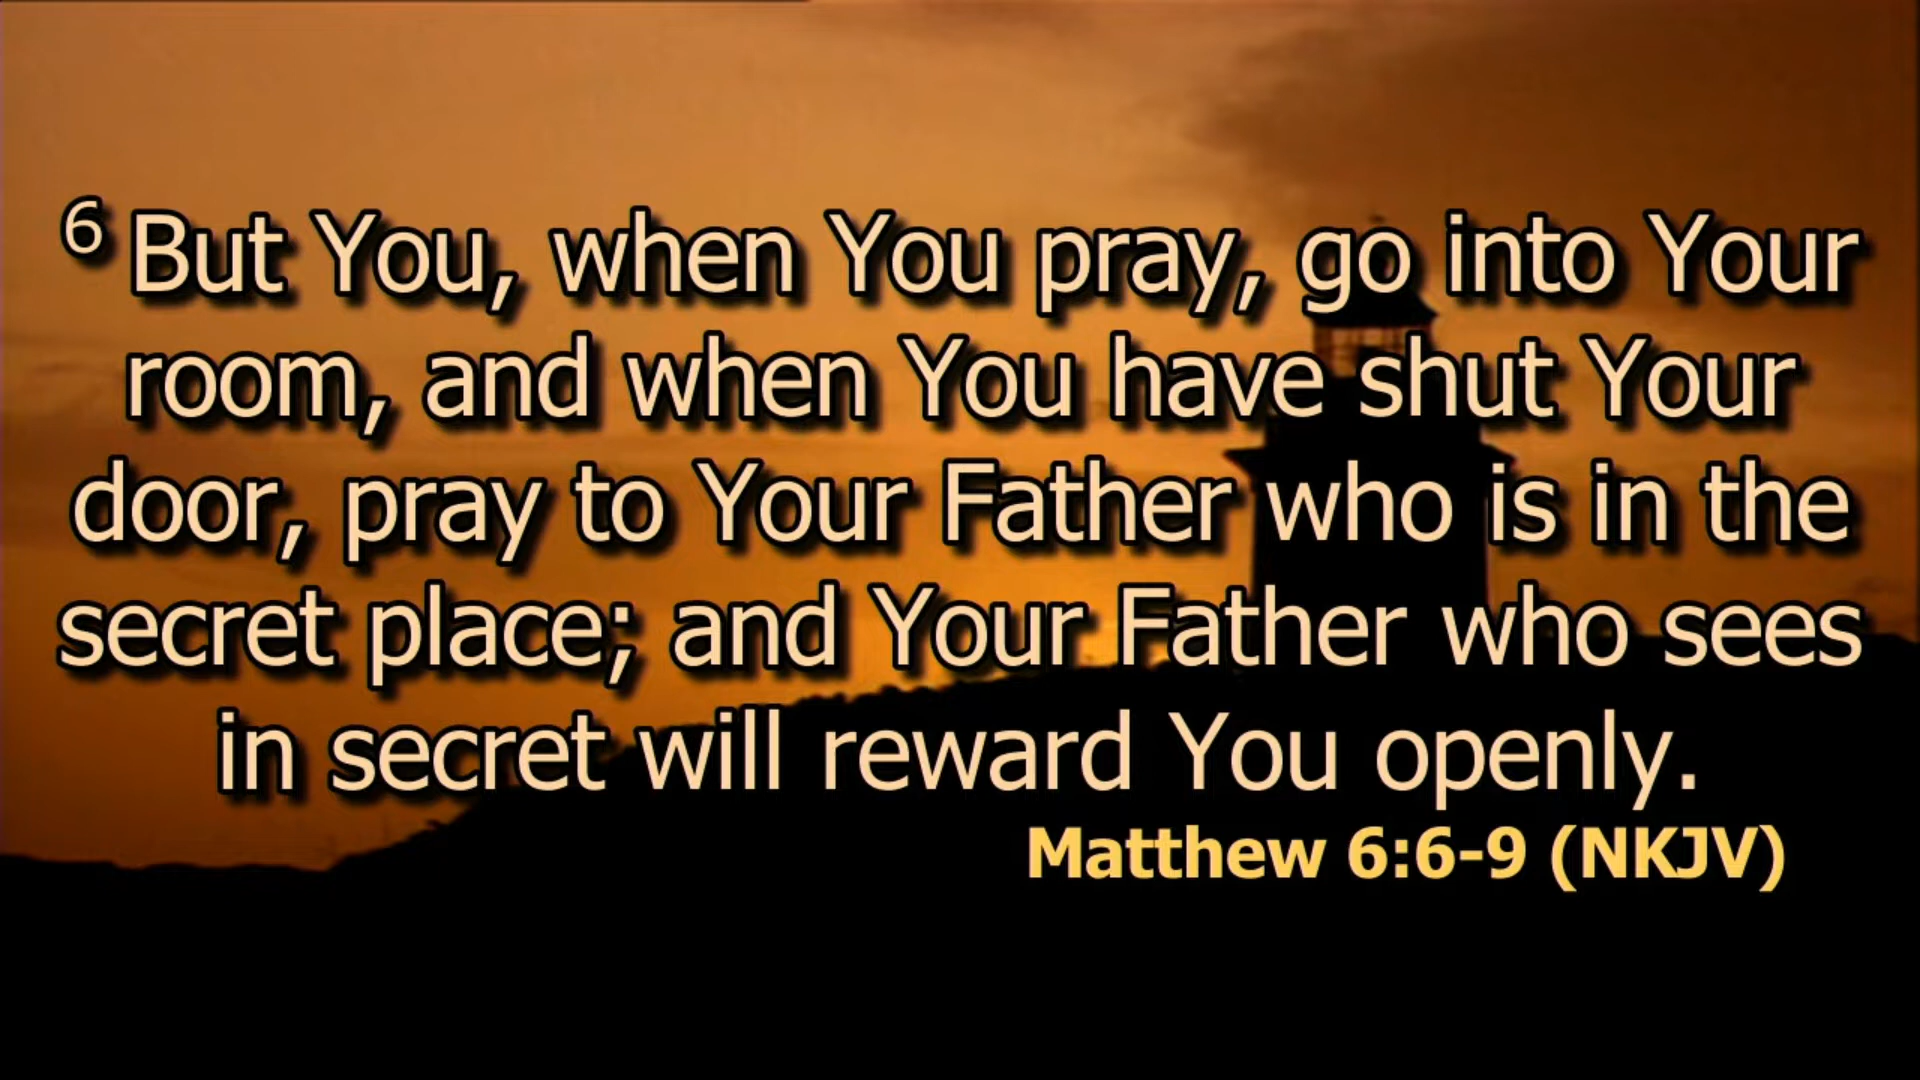 6 But You, when You pray, go into Your
room, and when You have shut Your
door, pray to Your Father who is in the
secret place; and Your Father who sees
in secret will reward You openly.
Matthew 6:6-9 (NKJV)